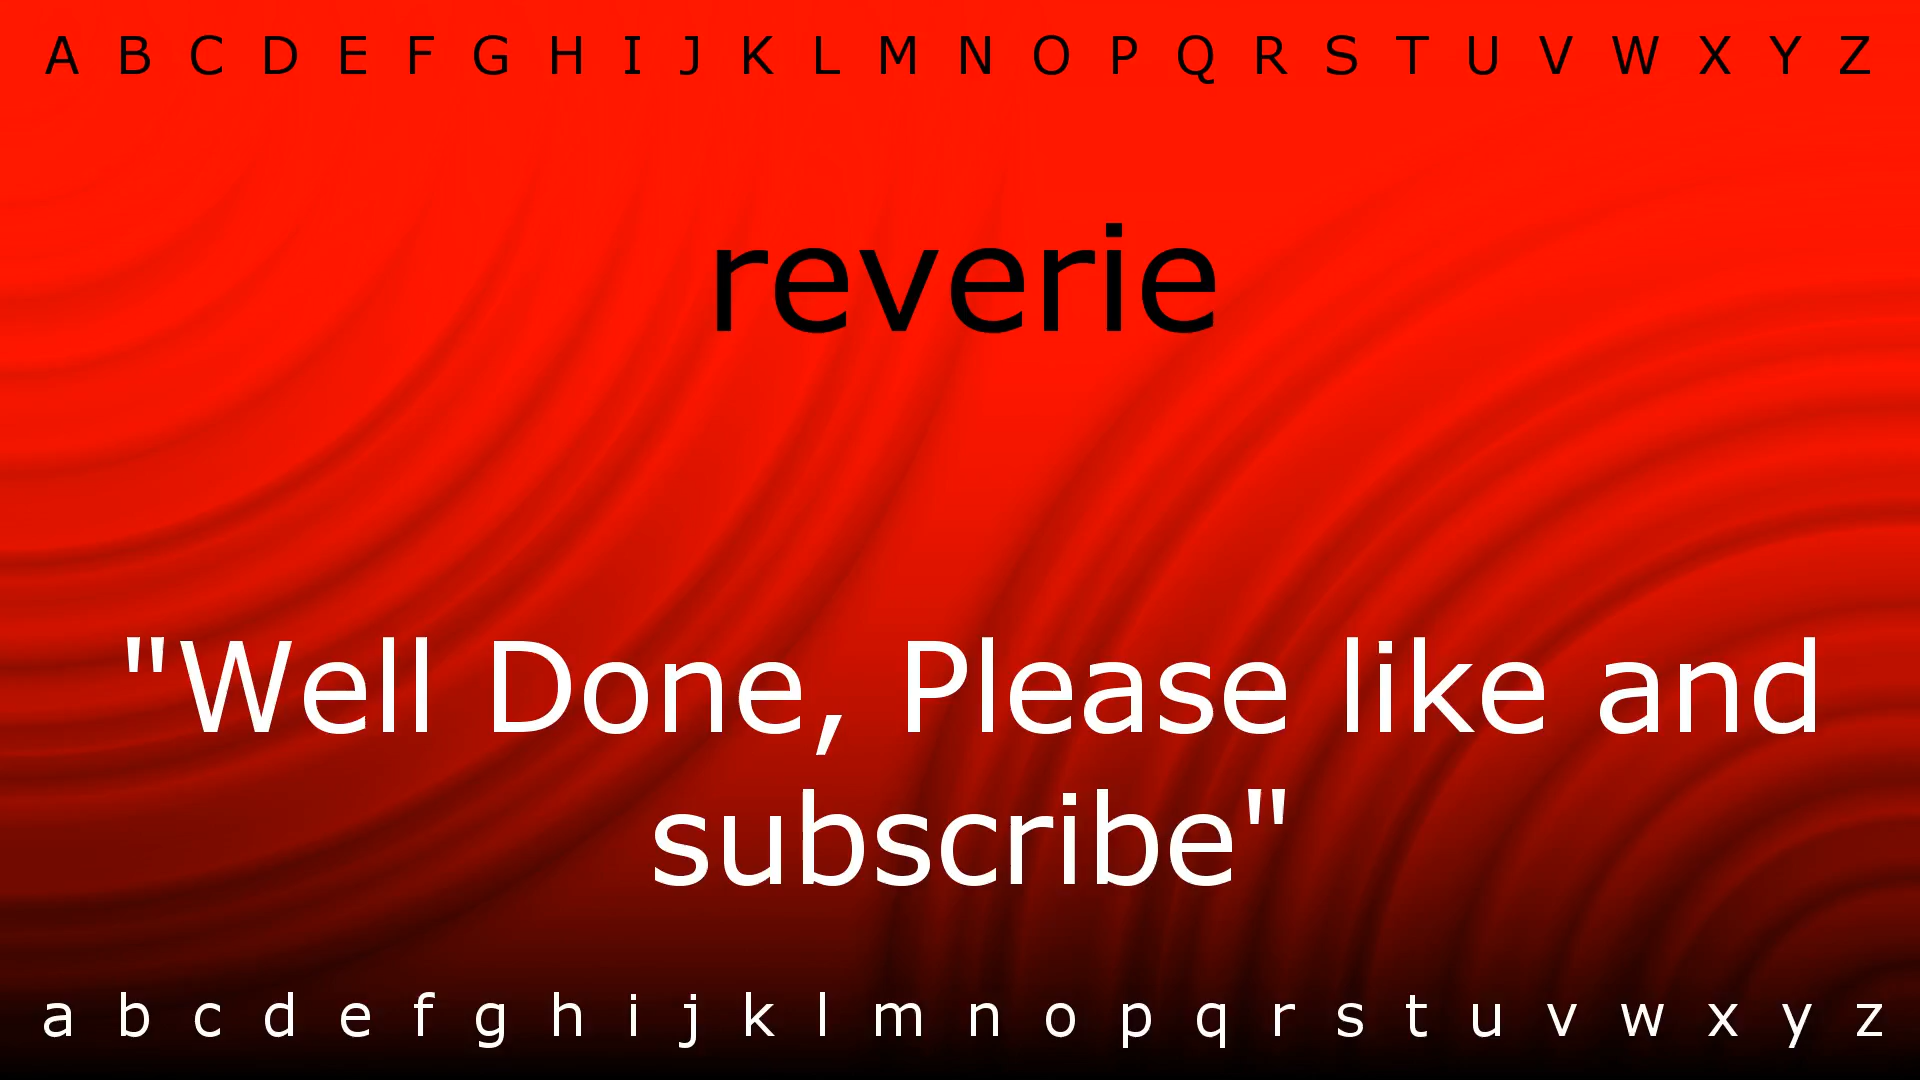 A B C D E F G H I J K L M N O P Q R S T U V W X Y Z
reverie
"Well Done, Please like and
subscribe"
a b c d e f g h i j k l m n o p q r s t u v w x y z